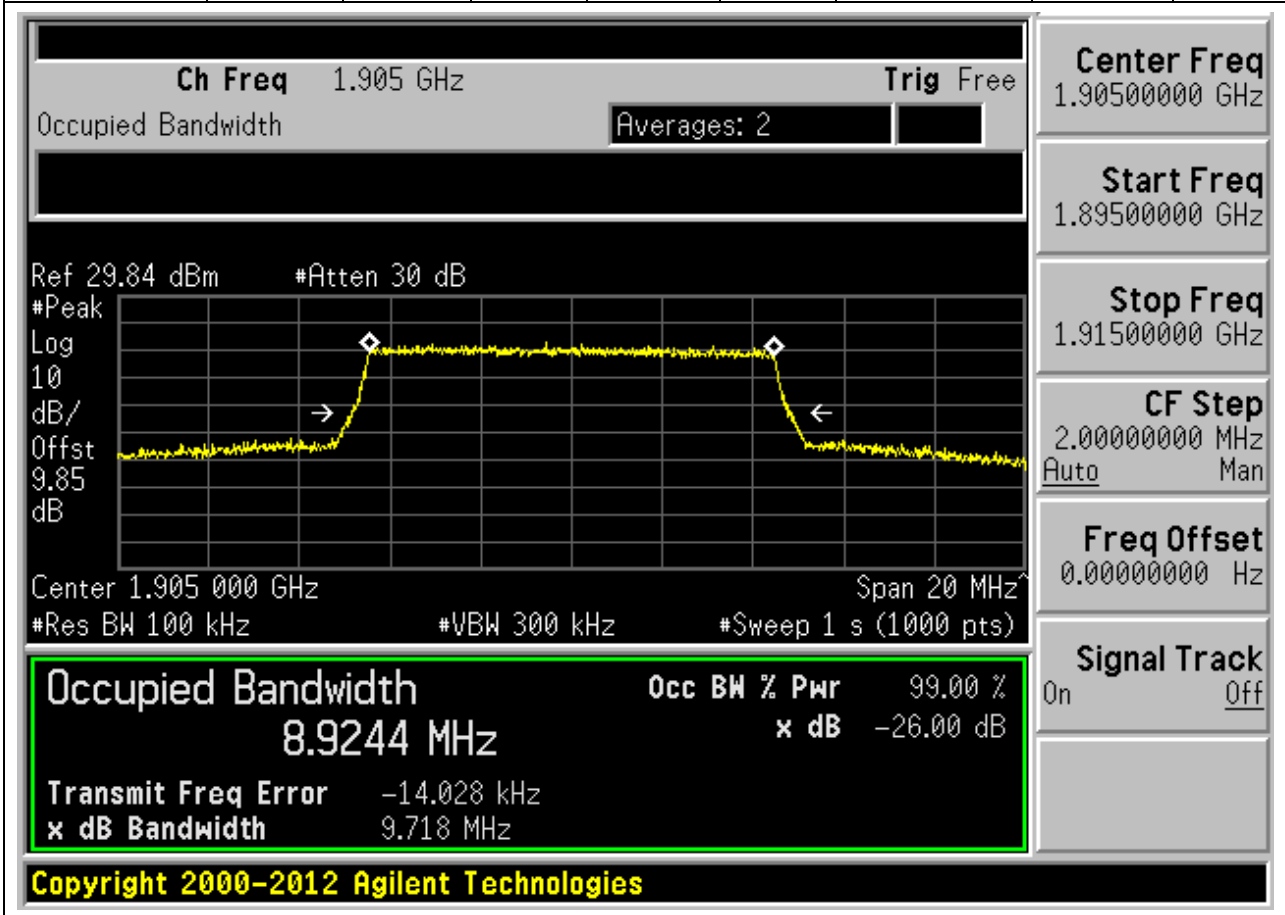 Ch Freq 1.905 GHz Trig Free
Occupied Bandwidth Averages: 2
Ref 29.84 dBm #Atten 30 dB
#Peak
Log
10
dB/
Offst
9.85
dB
Center 1.905 000 GHz Span 20 MHz^
#Res BW 100 kHz #VBW 300 kHz #Sweep 1 s (1000 pts)
Occupied Bandwidth Occ BW % Pwr 99.00 %
8.9244 MHz x dB -26.00 dB
Transmit Freq Error -14.028 kHz
x dB Bandwidth 9.718 MHz
Copyright 2000-2012 Agilent Technologies
Center Freq
1.90500000 GHz
Start Freq
1.89500000 GHz
Stop Freq
1.91500000 GHz
CF Step
2.00000000 MHz
Auto Man
Freq Offset
0.00000000 Hz
Signal Track
On Off